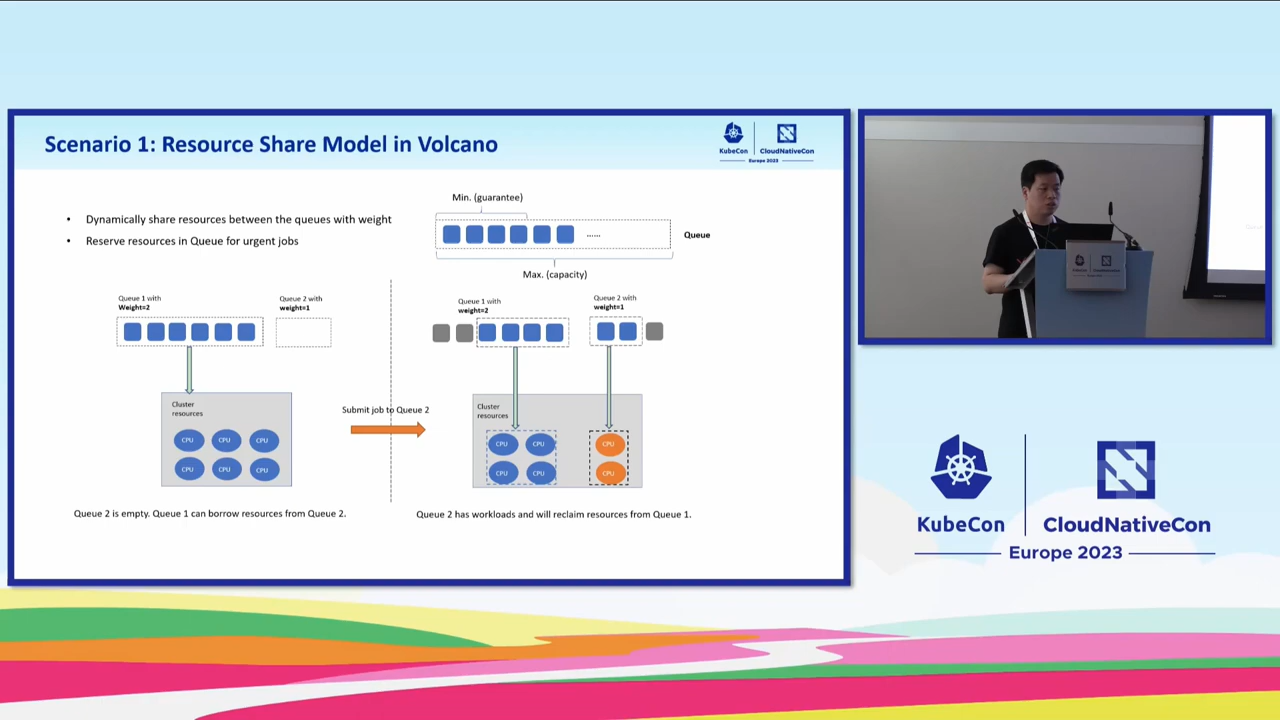 Scenario 1: Resource Share Model in Volcano
KubeCon
CloudNativeCon
Europe 2023
• Dynamically share resources between the queues with weight
• Reserve resources in Queue for urgent jobs
Min. (guarantee)
......
Queue
Max. (capacity)
Queue 1 with
Weight=2
Queue 2 with
weight=1
Cluster
resources
CPU CPU CPU
CPU CPU CPU
Queue 2 is empty. Queue 1 can borrow resources from Queue 2.
Submit job to Queue 2
Queue 1 with
weight=2
Queue 2 with
weight=1
Cluster
resources
CPU CPU CPU
CPU CPU CPU
Queue 2 has workloads and will reclaim resources from Queue 1.
KubeCon
CloudNativeCon
Europe 2023